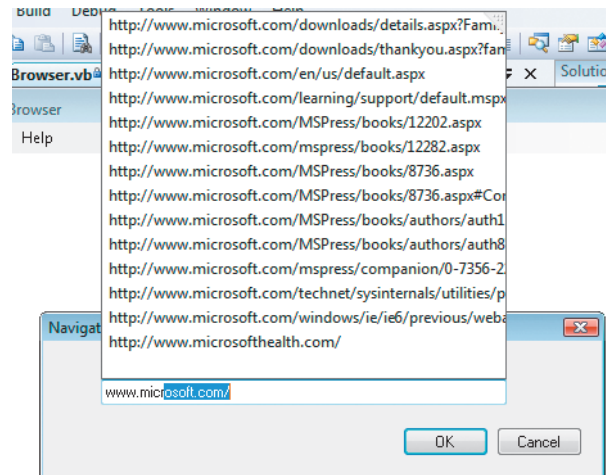 Build Debug Tools Window Help
http://www.microsoft.com/downloads/details.aspx?Fami
http://www.microsoft.com/downloads/thankyou.aspx?fam
Browser.vb
http://www.microsoft.com/en/us/default.aspx
Solutio
http://www.microsoft.com/learning/support/default.mspx
Browser
http://www.microsoft.com/MSPress/books/12202.aspx
Help
http://www.microsoft.com/mspress/books/12282.aspx
http://www.microsoft.com/MSPress/books/8736.aspx
http://www.microsoft.com/MSPress/books/8736.aspx#Cor
http://www.microsoft.com/MSPress/books/authors/auth1
http://www.microsoft.com/MSPress/books/authors/auth8
http://www.microsoft.com/mspress/companion/0-7356-2
http://www.microsoft.com/technet/sysinternals/utilities/p
http://www.microsoft.com/windows/ie/ie6/previous/weba
Navigat
http://www.microsofthealth.com/
www.microsoft.com/
OK Cancel